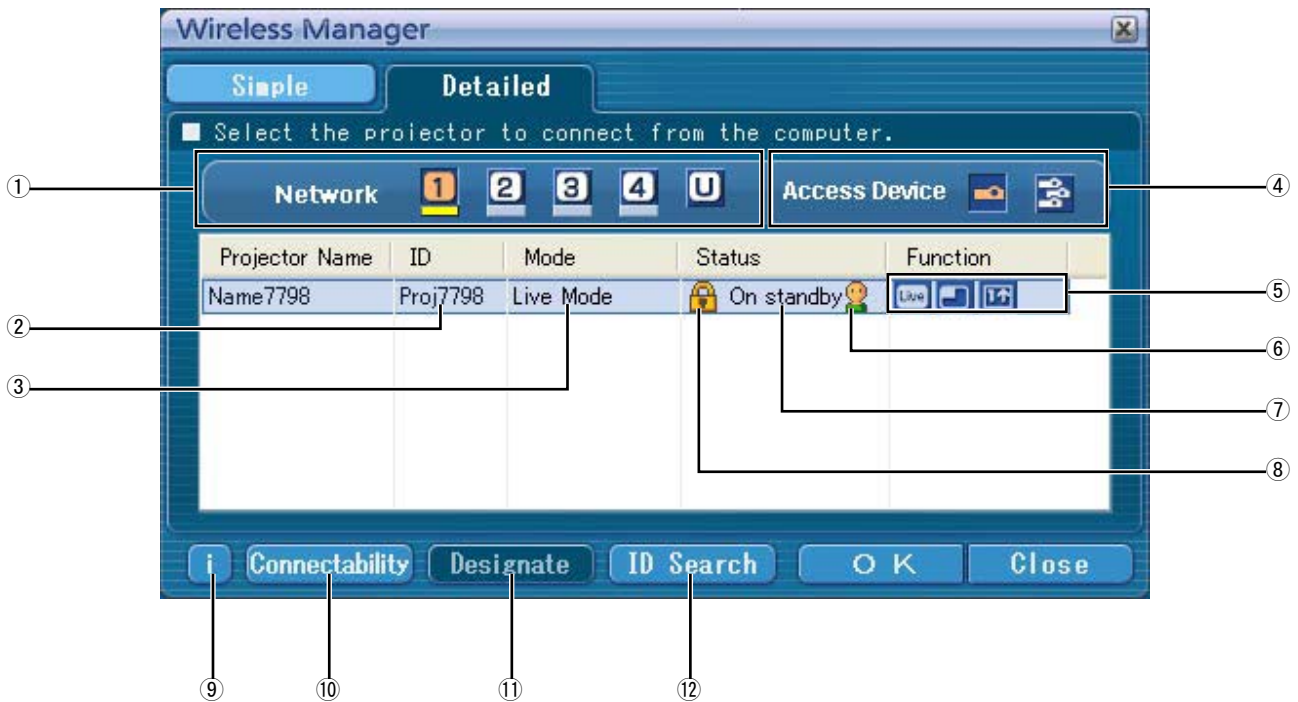 Wireless Manager
Simple Detailed
Select the projector to connect from the computer.
① Network 1 2 3 4 U Access Device ④
Projector Name ID Mode Status Function
Name7798 Proj7798 Live Mode On standby Live 1 ⑤
②
⑥
③
⑦
⑧
i Connectability Designate ID Search O K Close
⑨ ⑩ ⑪ ⑫